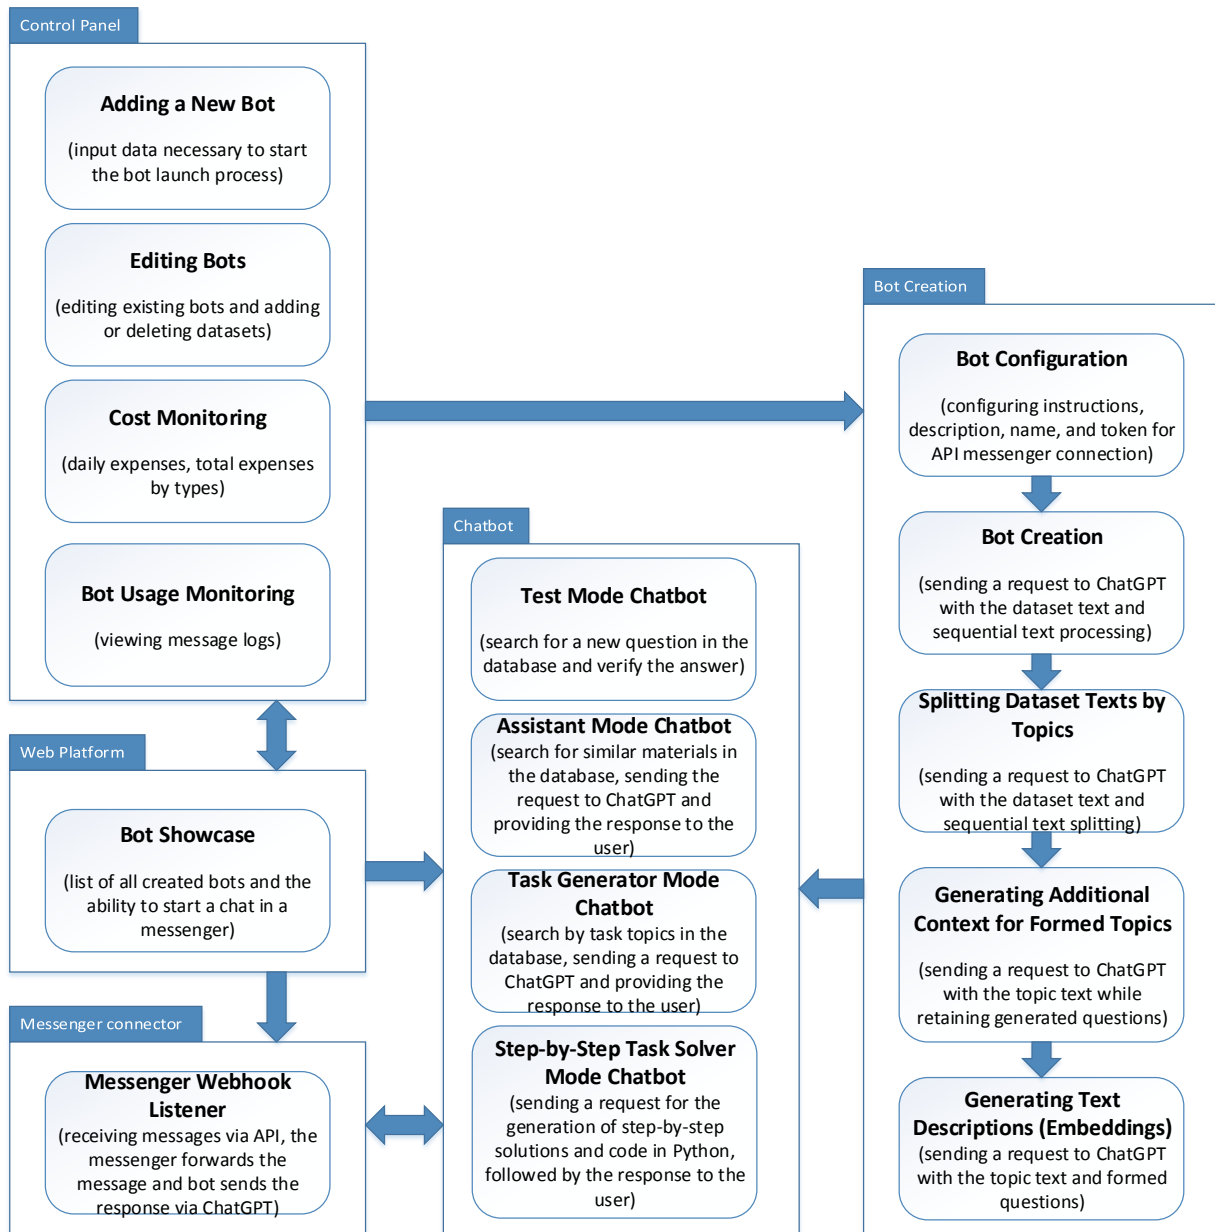 Control Panel
Adding a New Bot
(input data necessary to start
the bot launch process)
Editing Bots
(editing existing bots and adding
or deleting datasets)
Cost Monitoring
(daily expenses, total expenses
by types)
Bot Usage Monitoring
(viewing message logs)
Web Platform
Bot Showcase
(list of all created bots and the
ability to start a chat in a
messenger)
Messenger connector
Messenger Webhook
Listener
(receiving messages via API, the
messenger forwards the
message and bot sends the
response via ChatGPT)
Chatbot
Test Mode Chatbot
(search for a new question in the
database and verify the answer)
Assistant Mode Chatbot
(search for similar materials in
the database, sending the
request to ChatGPT and
providing the response to the
user)
Task Generator Mode
Chatbot
(search by task topics in the
database, sending a request to
ChatGPT and providing the
response to the user)
Step-by-Step Task Solver
Mode Chatbot
(sending a request for the
generation of step-by-step
solutions and code in Python,
followed by the response to the
user)
Bot Creation
Bot Configuration
(configuring instructions,
description, name, and token for
API messenger connection)
Bot Creation
(sending a request to ChatGPT
with the dataset text and
sequential text processing)
Splitting Dataset Texts by
Topics
(sending a request to ChatGPT
with the dataset text and
sequential text splitting)
Generating Additional
Context for Formed Topics
(sending a request to ChatGPT
with the topic text while
retaining generated questions)
Generating Text
Descriptions (Embeddings)
(sending a request to ChatGPT
with the topic text and formed
questions)